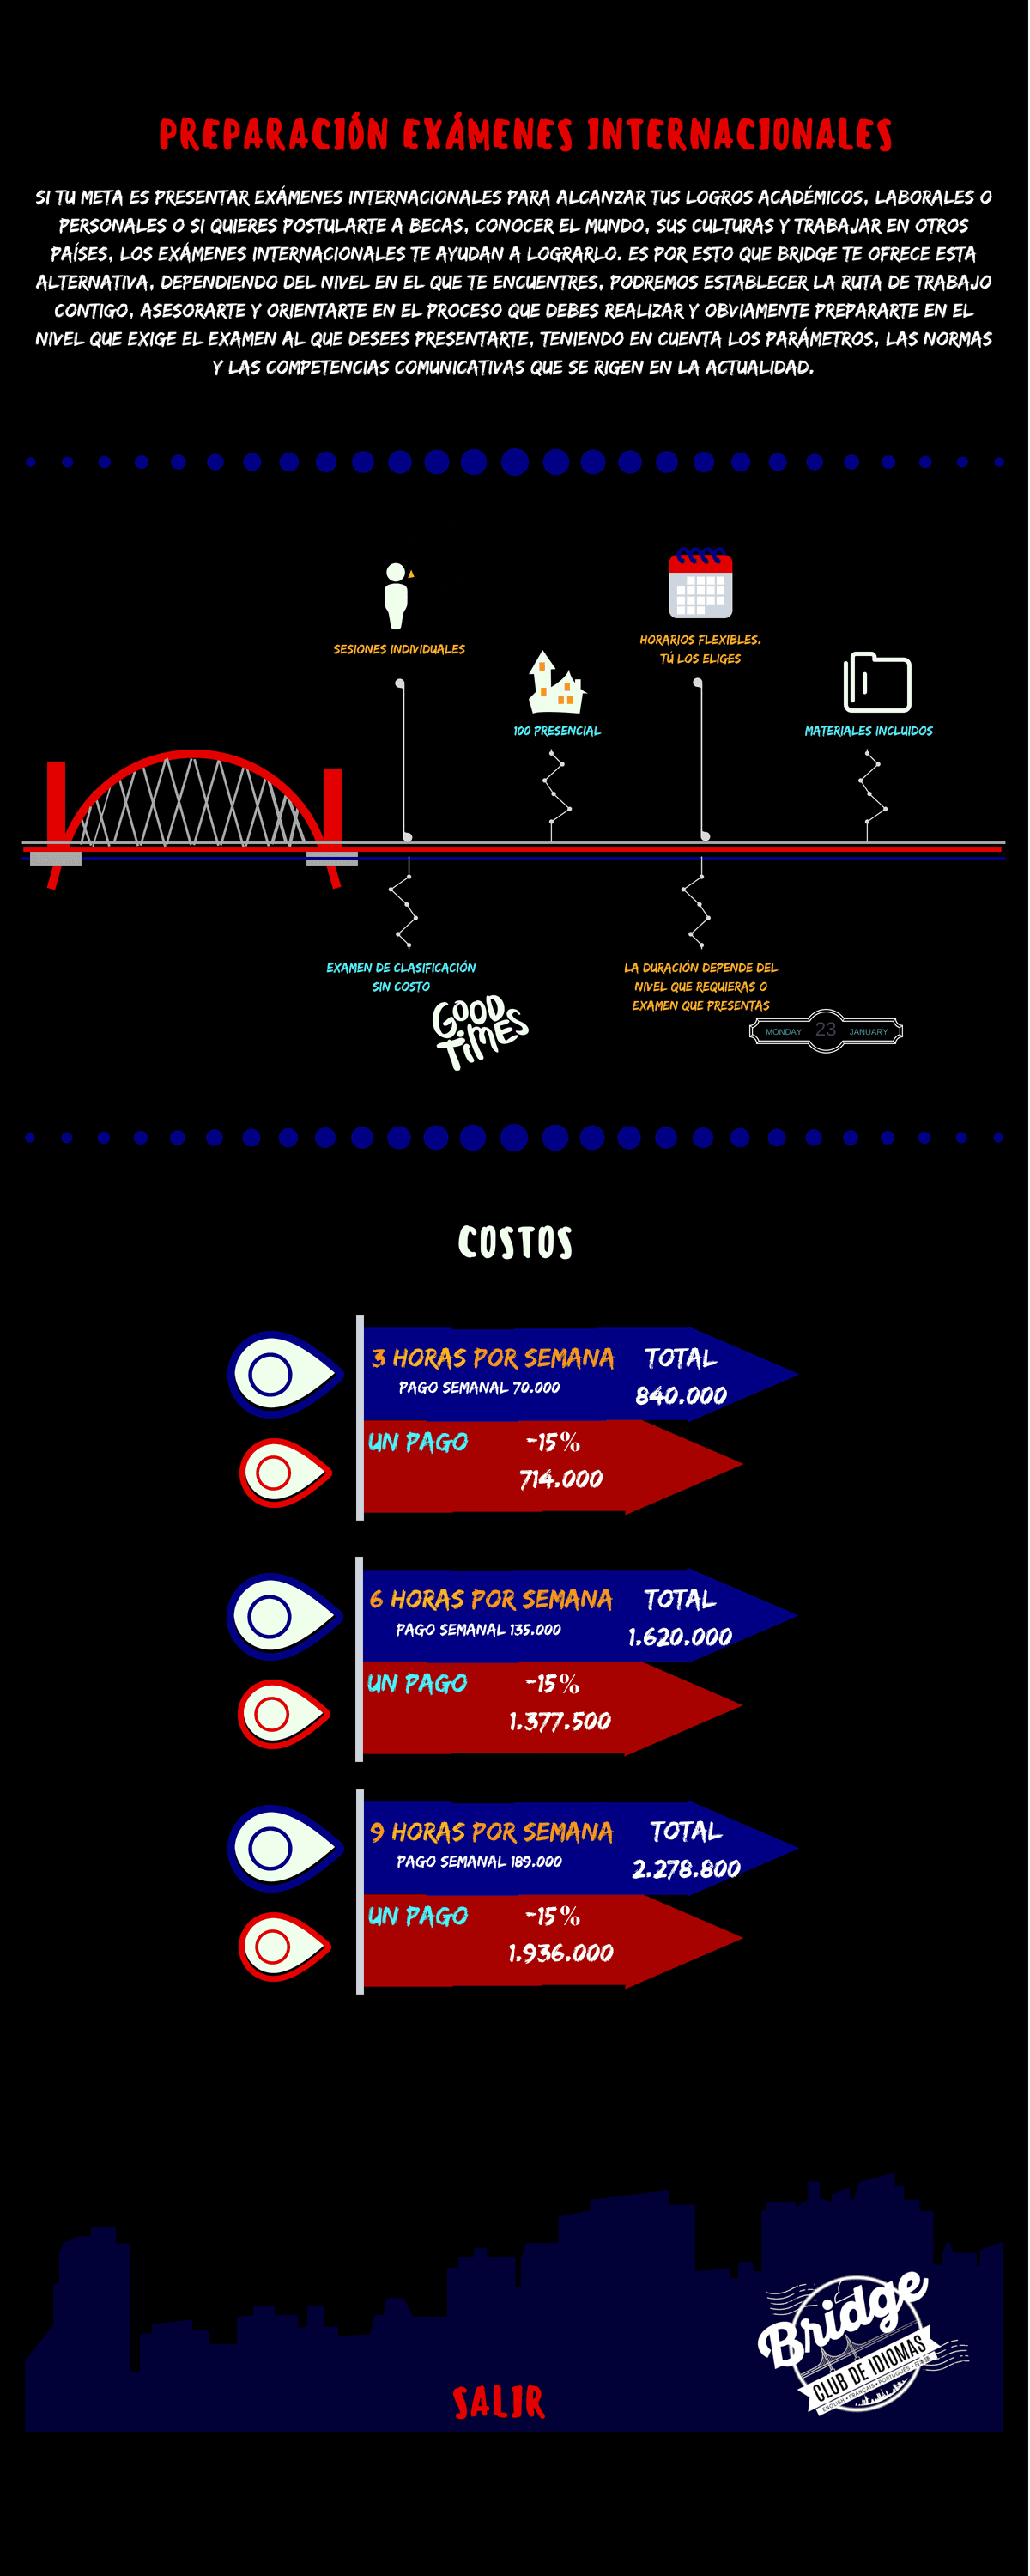 PREPARACIÓN EXÁMENES INTERNACIONALES
SI TU META ES PRESENTAR EXÁMENES INTERNACIONALES PARA ALCANZAR TUS LOGROS ACADÉMICOS, LABORALES O
PERSONALES O SI QUIERES POSTULARTE A BECAS, CONOCER EL MUNDO, SUS CULTURAS Y TRABAJAR EN OTROS
PAÍSES, LOS EXÁMENES INTERNACIONALES TE AYUDAN A LOGRARLO. ES POR ESTO QUE BRIDGE TE OFRECE ESTA
ALTERNATIVA, DEPENDIENDO DEL NIVEL EN EL QUE TE ENCUENTRES, PODREMOS ESTABLECER LA RUTA DE TRABAJO
CONTIGO, ASESORARTE Y ORIENTARTE EN EL PROCESO QUE DEBES REALIZAR Y OBVIAMENTE PREPARARTE EN EL
NIVEL QUE EXIGE EL EXAMEN AL QUE DESEES PRESENTARTE, TENIENDO EN CUENTA LOS PARÁMETROS, LAS NORMAS
Y LAS COMPETENCIAS COMUNICATIVAS QUE SE RIGEN EN LA ACTUALIDAD.
SESIONES INDIVIDUALES
HORARIOS FLEXIBLES.
TÚ LOS ELIGES
100 PRESENCIAL
MATERIALES INCLUIDOS
EXAMEN DE CLASIFICACIÓN
SIN COSTO
LA DURACIÓN DEPENDE DEL
NIVEL QUE REQUIERAS O
EXAMEN QUE PRESENTAS
GOOD
TIMES
MONDAY 23 JANUARY
COSTOS
3 HORAS POR SEMANA TOTAL
PAGO SEMANAL 70.000 840.000
UN PAGO -15%
714.000
6 HORAS POR SEMANA TOTAL
PAGO SEMANAL 135.000 1.620.000
UN PAGO -15%
1.377.500
9 HORAS POR SEMANA TOTAL
PAGO SEMANAL 189.000 2.278.800
UN PAGO -15%
1.936.000
Bridge
CLUB DE IDIOMAS
ENGLISH • FRANÇAIS • PORTUGUÊS •
SALIR